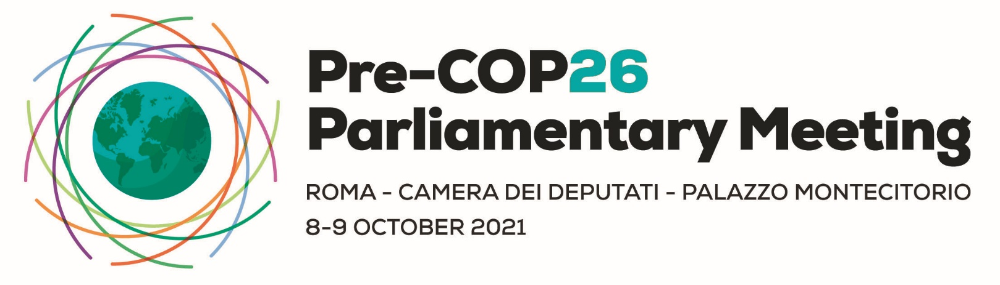 Pre-COP26
Parliamentary Meeting
ROMA - CAMERA DEI DEPUTATI - PALAZZO MONTECITORIO
8-9 OCTOBER 2021